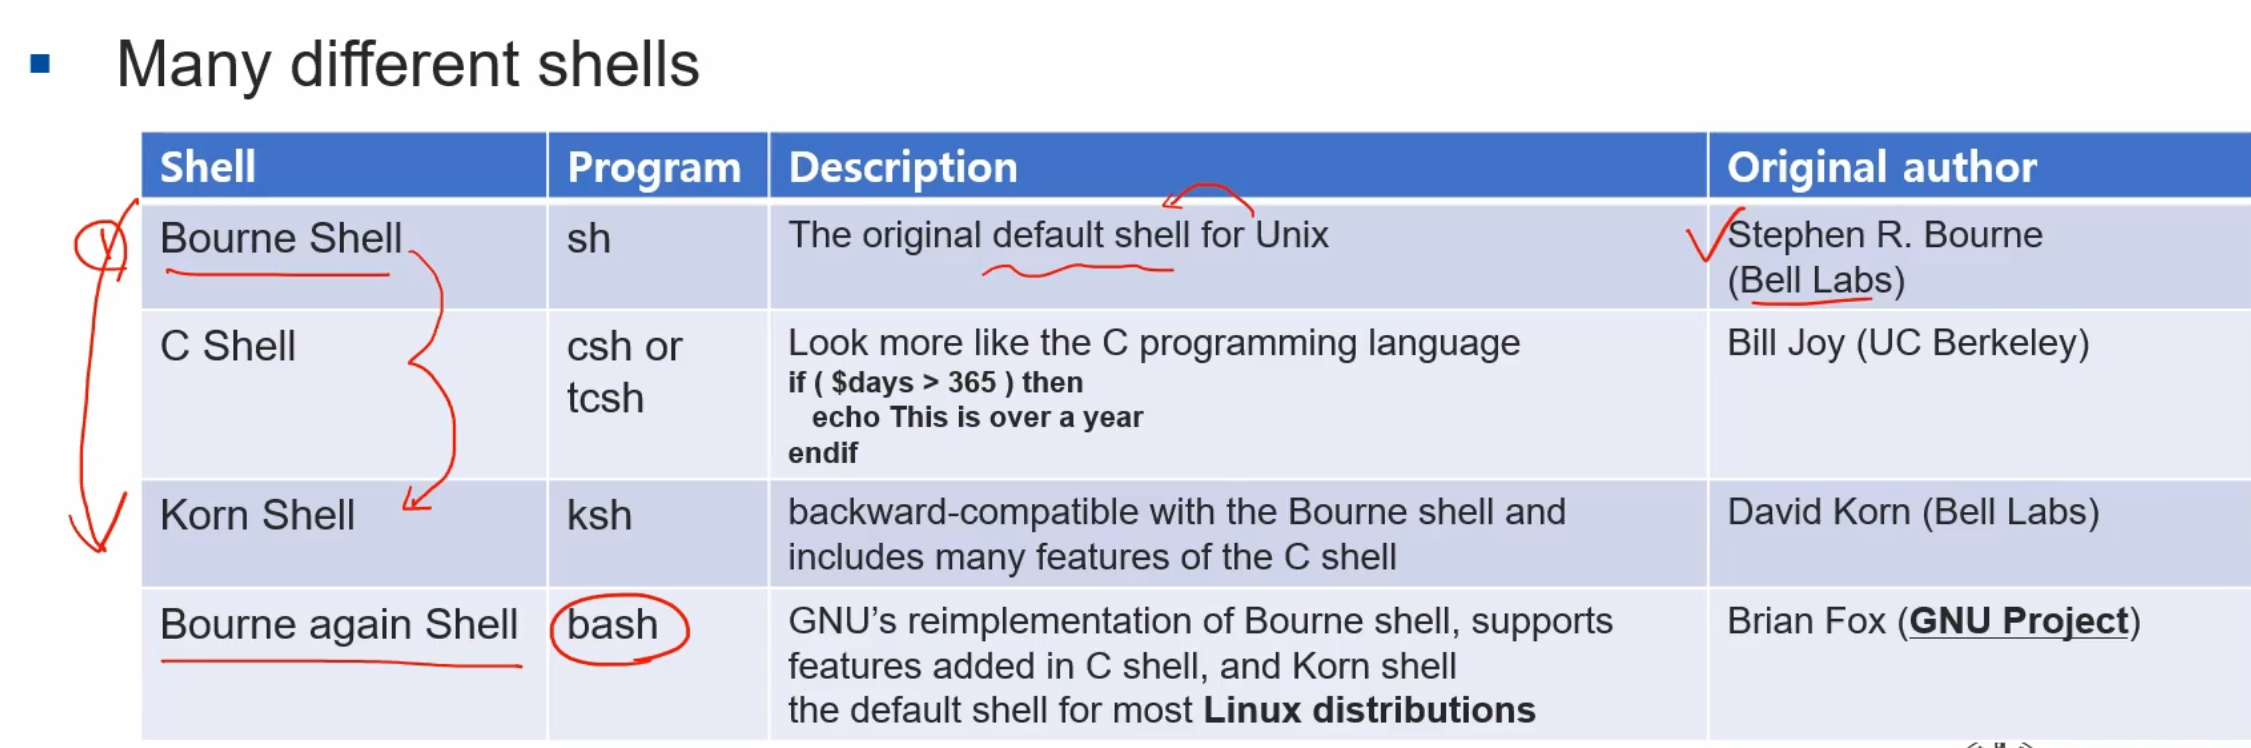 Many different shells
Shell Program Description Original author
Bourne Shell sh The original default shell for Unix Stephen R. Bourne
(Bell Labs)
C Shell csh or Look more like the C programming language Bill Joy (UC Berkeley)
tcsh if ( $days > 365 ) then
echo This is over a year
endif
Korn Shell ksh backward-compatible with the Bourne shell and David Korn (Bell Labs)
includes many features of the C shell
Bourne again Shell bash GNU’s reimplementation of Bourne shell, supports Brian Fox (GNU Project)
features added in C shell, and Korn shell
the default shell for most Linux distributions